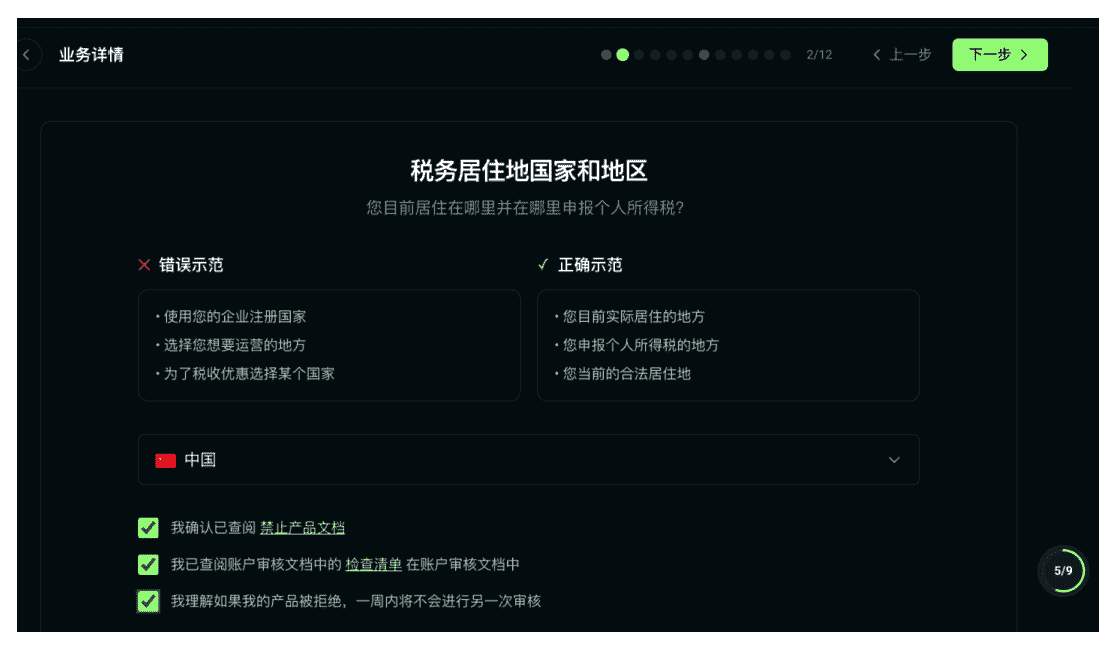 业务详情
2/12
上一步
下一步
税务居住地国家和地区
您目前居住在哪里并在哪里申报个人所得税？
错误示范
• 使用您的企业注册国家
• 选择您想要运营的地方
• 为了税收优惠选择某个国家
正确示范
• 您目前实际居住的地方
• 您申报个人所得税的地方
• 您当前的合法居住地
中国
我确认已查阅 禁止产品文档
我已查阅账户审核文档中的 检查清单 在账户审核文档中
我理解如果我的产品被拒绝，一周内将不会进行另一次审核
5/9